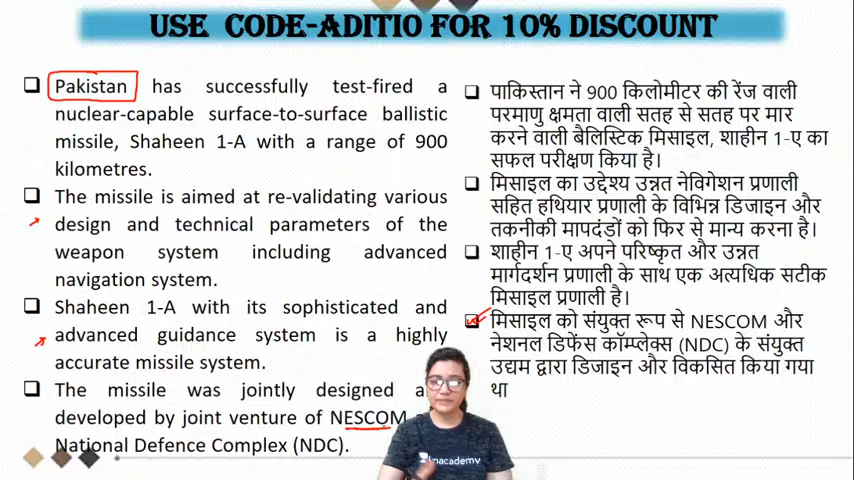 USE CODE-ADITIO FOR 10% DISCOUNT
Pakistan has successfully test-fired a
nuclear-capable surface-to-surface ballistic
missile, Shaheen 1-A with a range of 900
kilometres.
The missile is aimed at re-validating various
design and technical parameters of the
weapon system including advanced
navigation system.
Shaheen 1-A with its sophisticated and
advanced guidance system is a highly
accurate missile system.
The missile was jointly designed
developed by joint venture of NESCOM
National Defence Complex (NDC).
पाकिस्तान ने 900 किलोमीटर की रेंज वाली
परमाणु क्षमता वाली सतह से सतह पर मार
करने वाली बैलिस्टिक मिसाइल, शाहीन 1-ए का
सफल परीक्षण किया है।
मिसाइल का उद्देश्य उन्नत नेविगेशन प्रणाली
सहित हथियार प्रणाली के विभिन्न डिजाइन और
तकनीकी मापदंडों को फिर से मान्य करना है।
शाहीन 1-ए अपने परिष्कृत और उन्नत
मार्गदर्शन प्रणाली के साथ एक अत्यधिक सटीक
मिसाइल प्रणाली है।
मिसाइल को संयुक्त रूप से NESCOM और
नेशनल डिफेंस कॉम्प्लेक्स (NDC) के संयुक्त
उद्यम द्वारा डिजाइन और विकसित किया गया
था
unacademy